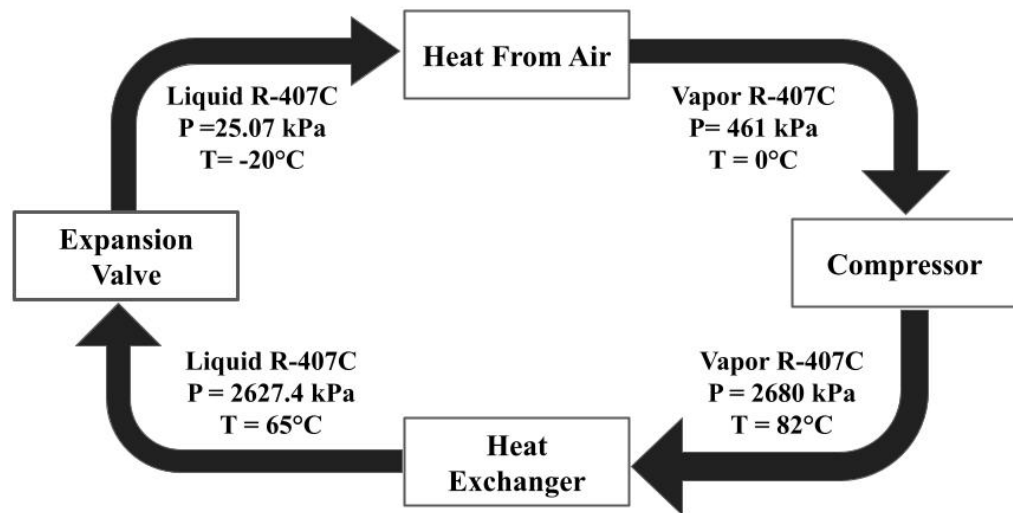 Heat From Air
Liquid R-407C
P =25.07 kPa
T= -20°C
Vapor R-407C
P= 461 kPa
T = 0°C
Expansion
Valve
Compressor
Liquid R-407C
P = 2627.4 kPa
T = 65°C
Vapor R-407C
P = 2680 kPa
T = 82°C
Heat
Exchanger